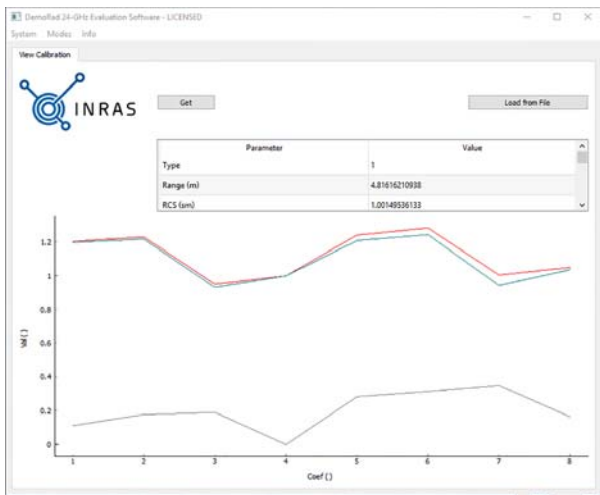 DemoRad 24-GHz Evaluation Software - LICENSED
System Modes Info
View Calibration
INRAS
Get
Load from File
Parameter Value
Type 1
Range (m) 4.81616210938
RCS (sm) 1.00149536133
1.2
1
0.8
0.6
0.4
0.2
0
Val ( )
1 2 3 4 5 6 7 8
Coef ( )